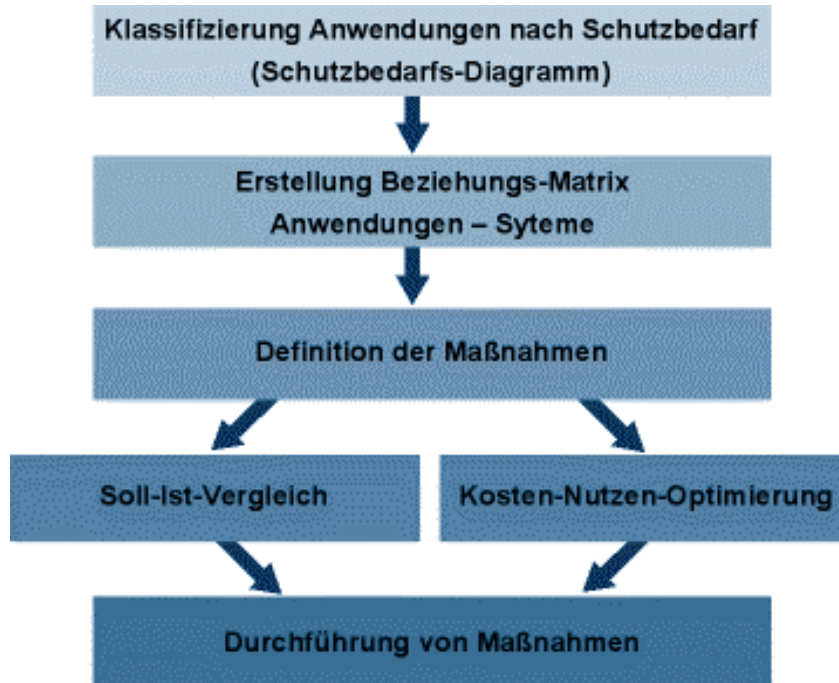 Klassifizierung Anwendungen nach Schutzbedarf
(Schutzbedarfs-Diagramm)
Erstellung Beziehungs-Matrix
Anwendungen – Syteme
Definition der Maßnahmen
Soll-Ist-Vergleich
Kosten-Nutzen-Optimierung
Durchführung von Maßnahmen